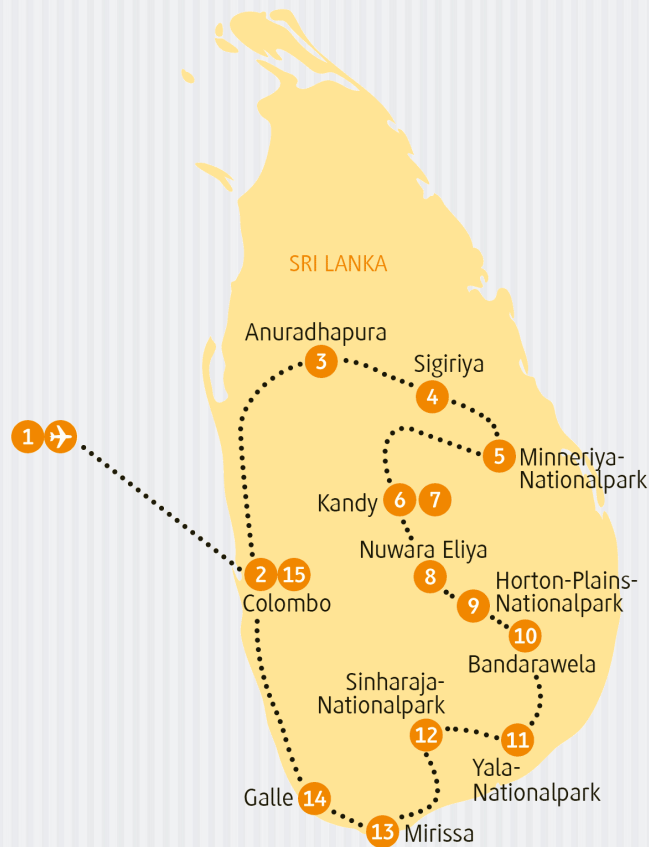 SRI LANKA
Anuradhapura
3
Sigiriya
4
1
5
Minneriya-
Nationalpark
Kandy
6 7
Nuwara Eliya
8
Horton-Plains-
Nationalpark
9
2 15
Colombo
10
Bandarawela
Sinharaja-
Nationalpark
12
11
Yala-
Nationalpark
Galle 14
13 Mirissa